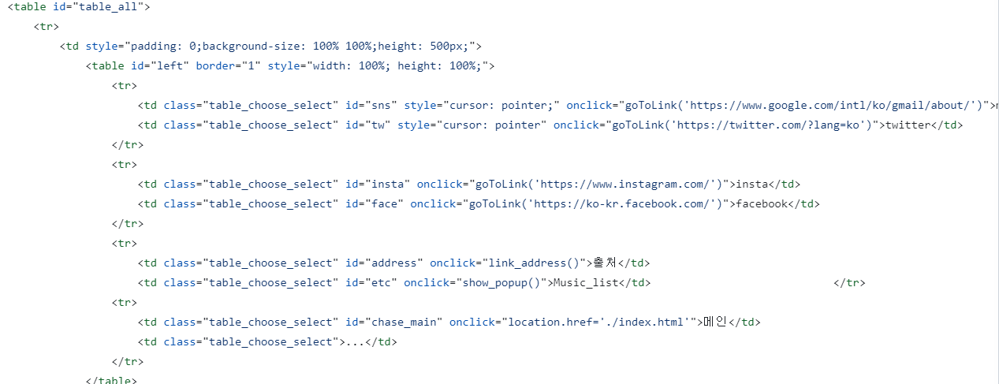 <table id="table_all">
<tr>
<td style="padding: 0;background-size: 100% 100%;height: 500px;">
<table id="left" border="1" style="width: 100%; height: 100%;">
<tr>
<td class="table_choose_select" id="sns" style="cursor: pointer;" onclick="goToLink('https://www.google.com/intl/ko/gmail/about/')">
<td class="table_choose_select" id="tw" style="cursor: pointer" onclick="goToLink('https://twitter.com/?lang=ko')">twitter</td>
</tr>
<tr>
<td class="table_choose_select" id="insta" onclick="goToLink('https://www.instagram.com/')">insta</td>
<td class="table_choose_select" id="face" onclick="goToLink('https://ko-kr.facebook.com/')">facebook</td>
</tr>
<tr>
<td class="table_choose_select" id="address" onclick="link_address()">출처</td>
<td class="table_choose_select" id="etc" onclick="show_popup()">Music_list</td> </tr>
<tr>
<td class="table_choose_select" id="chase_main" onclick="location.href='./index.html'">메인</td>
<td class="table_choose_select">...</td>
</tr>
</table>